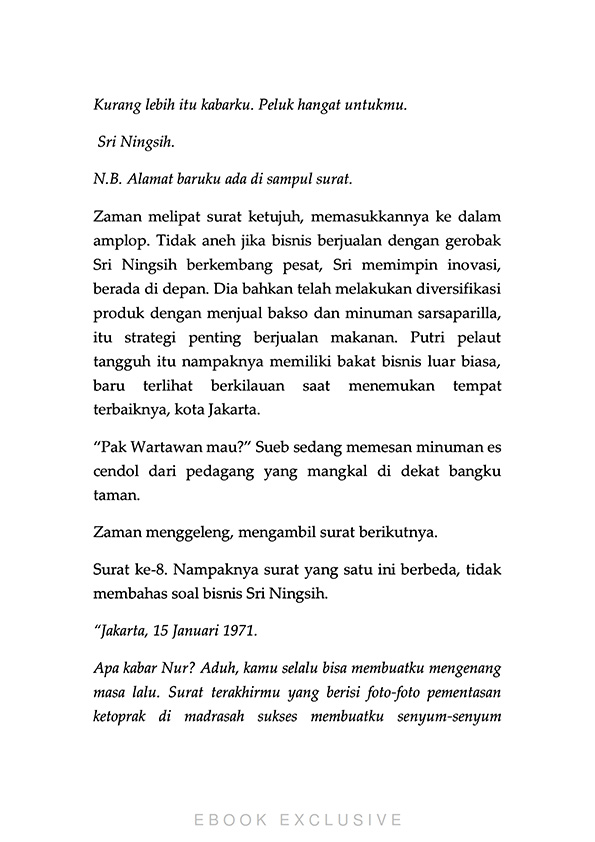 Kurang lebih itu kabarku. Peluk hangat untukmu.
Sri Ningsih.
N.B. Alamat baruku ada di sampul surat.
Zaman melipat surat ketujuh, memasukkannya ke dalam
amplop. Tidak aneh jika bisnis berjualan dengan gerobak
Sri Ningsih berkembang pesat, Sri memimpin inovasi,
berada di depan. Dia bahkan telah melakukan diversifikasi
produk dengan menjual bakso dan minuman sarsaparilla,
itu strategi penting berjualan makanan. Putri pelaut
tangguh itu nampaknya memiliki bakat bisnis luar biasa,
baru terlihat berkilauan saat menemukan tempat
terbaiknya, kota Jakarta.
“Pak Wartawan mau?” Sueb sedang memesan minuman es
cendol dari pedagang yang mangkal di dekat bangku
taman.
Zaman menggeleng, mengambil surat berikutnya.
Surat ke-8. Nampaknya surat yang satu ini berbeda, tidak
membahas soal bisnis Sri Ningsih.
“Jakarta, 15 Januari 1971.
Apa kabar Nur? Aduh, kamu selalu bisa membuatku mengenang
masa lalu. Surat terakhirmu yang berisi foto-foto pementasan
ketoprak di madrasah sukses membuatku senyum-senyum
EBOOK EXCLUSIVE